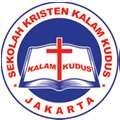 SEKOLAH KRISTEN KALAM KUDUS
KALAM KUDUS
JAKARTA